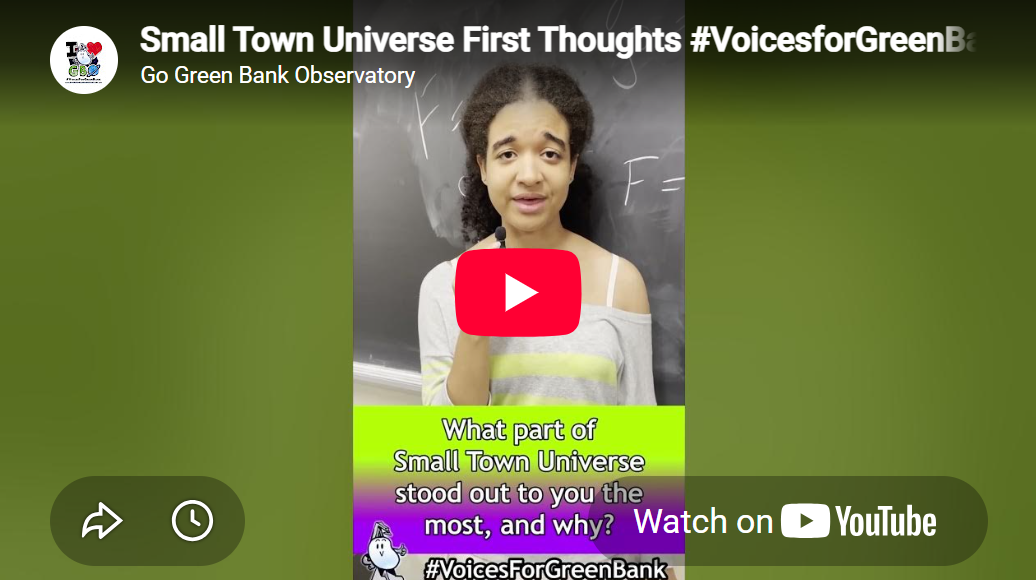 Small Town Universe First Thoughts #VoicesforGreenBa
Go Green Bank Observatory
I
GBO
F =
What part of
Small Town Universe
stood out to you the
most, and why?
Watch on YouTube
#VoicesForGreenBank